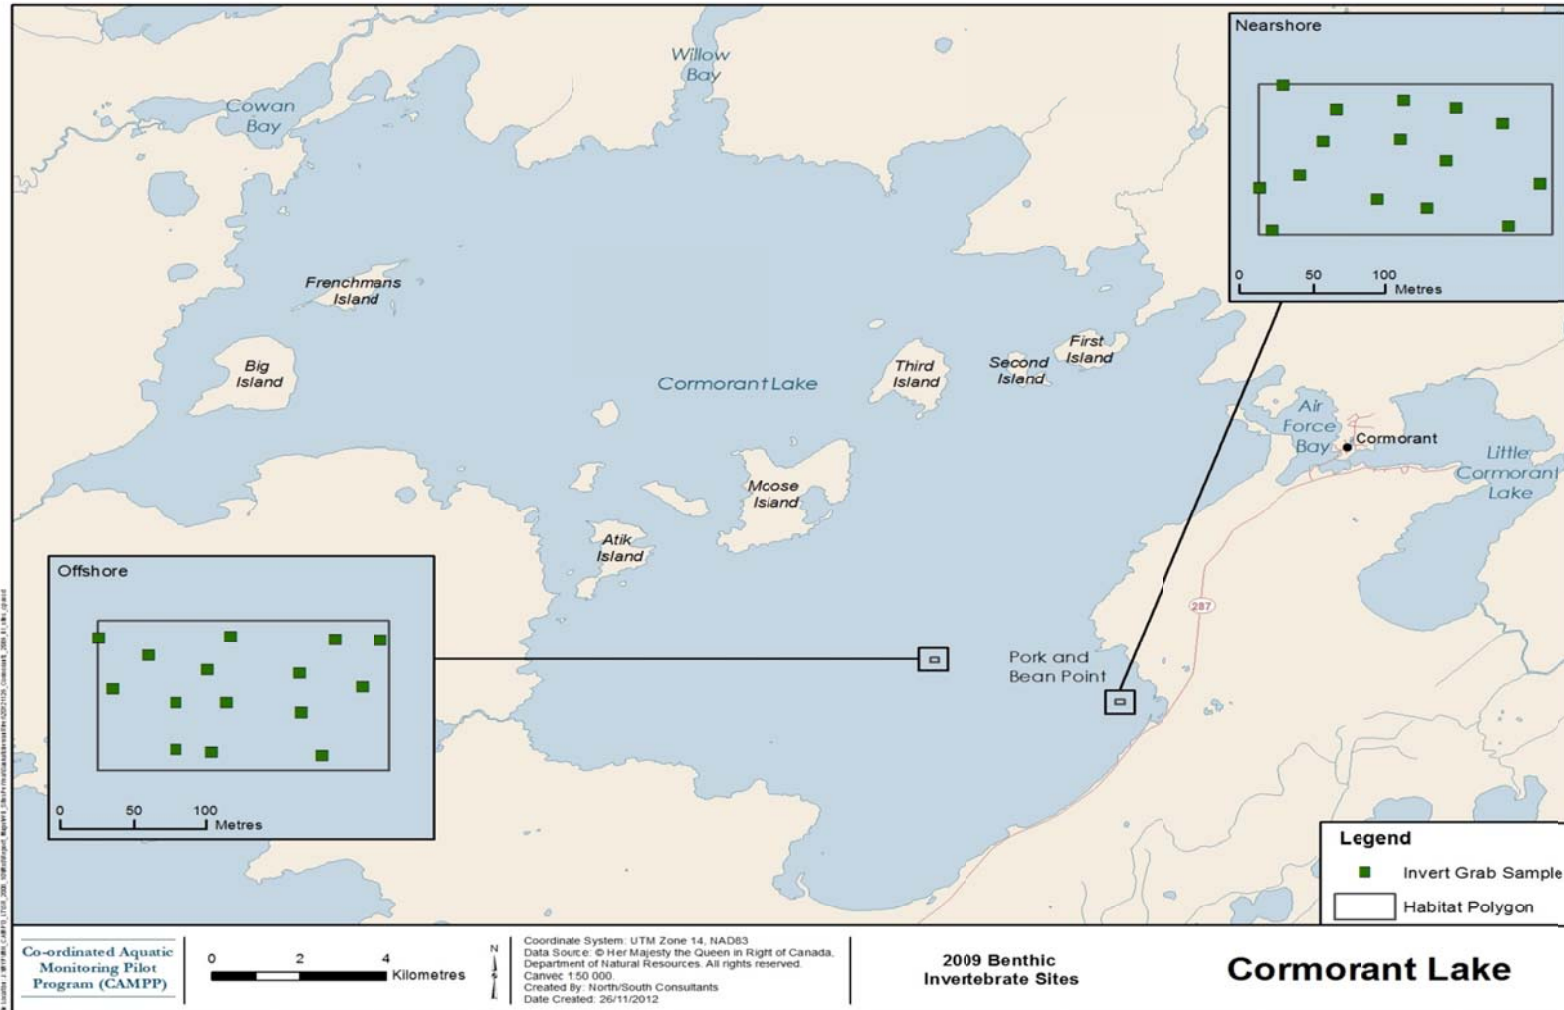 Nearshore
0 50 100
Metres
Willow
Bay
Cowan
Bay
Frenchmans
Island
Big
Island
Cormorant Lake
Third
Island
Second
Island
First
Island
Air
Force
Bay
Cormorant
Little
Cormorant
Lake
Moose
Island
Atik
Island
Offshore
0 50 100
Metres
287
Pork and
Bean Point
Legend
Invert Grab Sample
Habitat Polygon
Co-ordinated Aquatic
Monitoring Pilot
Program (CAMPP)
0 2 4
Kilometres
N
Coordinate System: UTM Zone 14, NAD83
Data Source: © Her Majesty the Queen in Right of Canada,
Department of Natural Resources. All rights reserved.
Canvec 1:50 000.
Created By: North/South Consultants
Date Created: 26/11/2012
2009 Benthic
Invertebrate Sites
Cormorant Lake